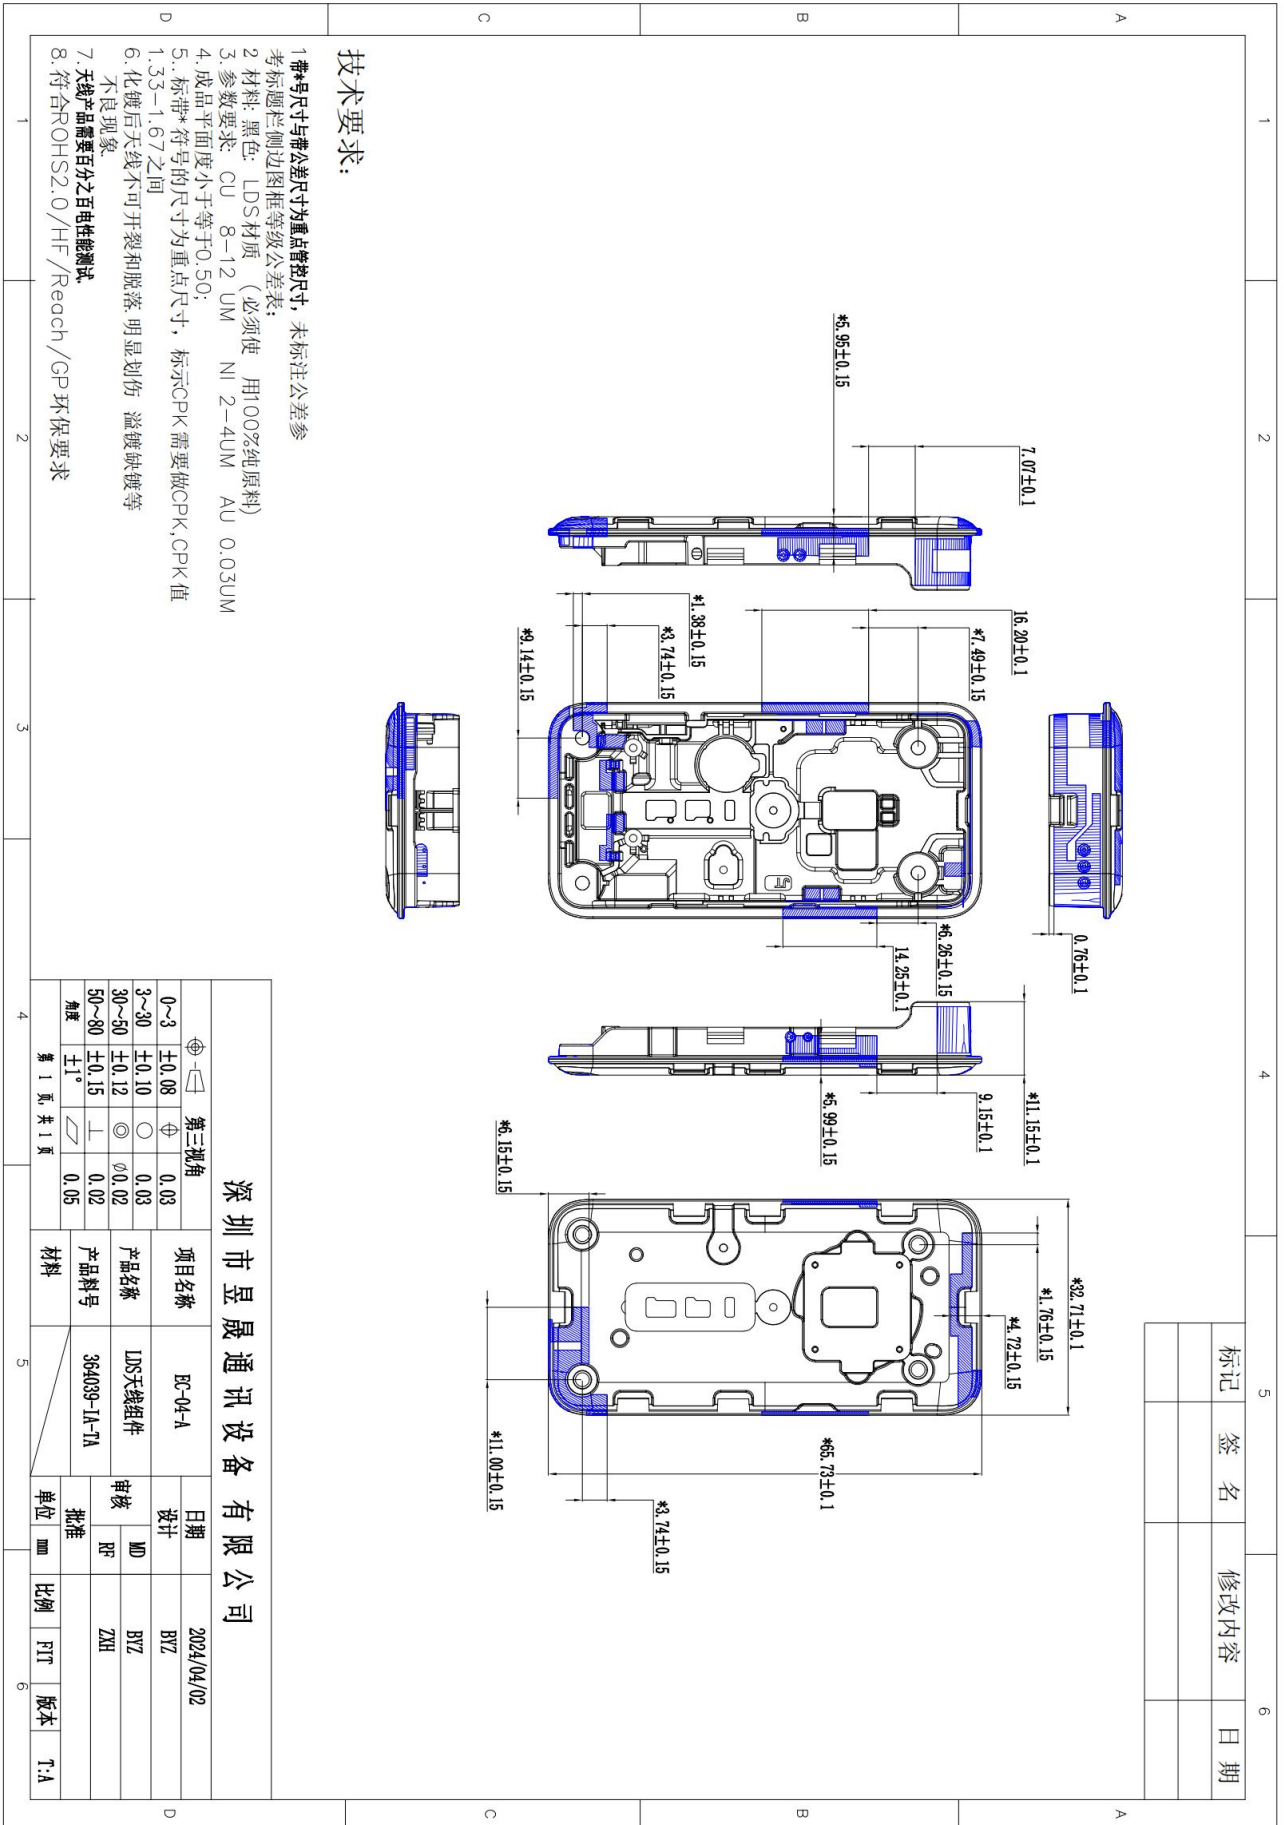 A
B
C
D
1
2
3
4
5
6
标记
签 名
修改内容
日 期
*5.95±0.15
7.07±0.1
16.20±0.1
*7.49±0.15
*1.38±0.15
*3.74±0.15
*9.14±0.15
0.76±0.1
*6.26±0.15
14.25±0.1
*11.15±0.1
9.15±0.1
*5.99±0.15
*6.15±0.15
*32.71±0.1
*1.76±0.15
*4.72±0.15
*65.73±0.1
*11.00±0.15
*3.74±0.15
JT
技术要求:
1带*号尺寸与带公差尺寸为重点管控尺寸, 未标注公差参
考标题栏侧边图框等级公差表;
2 材料: 黑色: LDS材质 (必须使 用100%纯原料)
3. 参数要求: CU 8-12 UM NI 2-4UM AU 0.03UM
4. 成品平面度小于等于0.50;
5.. 标带*符号的尺寸为重点尺寸, 标示CPK需要做CPK,CPK值
1.33-1.67之间
6. 化镀后天线不可开裂和脱落. 明显划伤 溢镀缺镀等
不良现象.
7. 天线产品需要百分之百电性能测试.
8. 符合ROHS2.0/HF/Reach/GP环保要求
深圳市昱晟通讯设备 有限公司
第三视角
0~3 ±0.08 ⌖ 0.03
3~30 ±0.10 ○ 0.03
30~50 ±0.12 ◎ Ø0.02
50~80 ±0.15 ⊥ 0.02
角度 ±1° ▱ 0.05
第 1 页,共 1 页
项目名称 EC-04-A
产品名称 LDS天线组件
产品料号 364039-IA-TA
材料
日期 2024/04/02
设计 BYZ
审核 MD BYZ
RF ZXH
批准
单位 mm 比例 FIT 版本 T:A
1
2
3
4
5
6
A
B
C
D